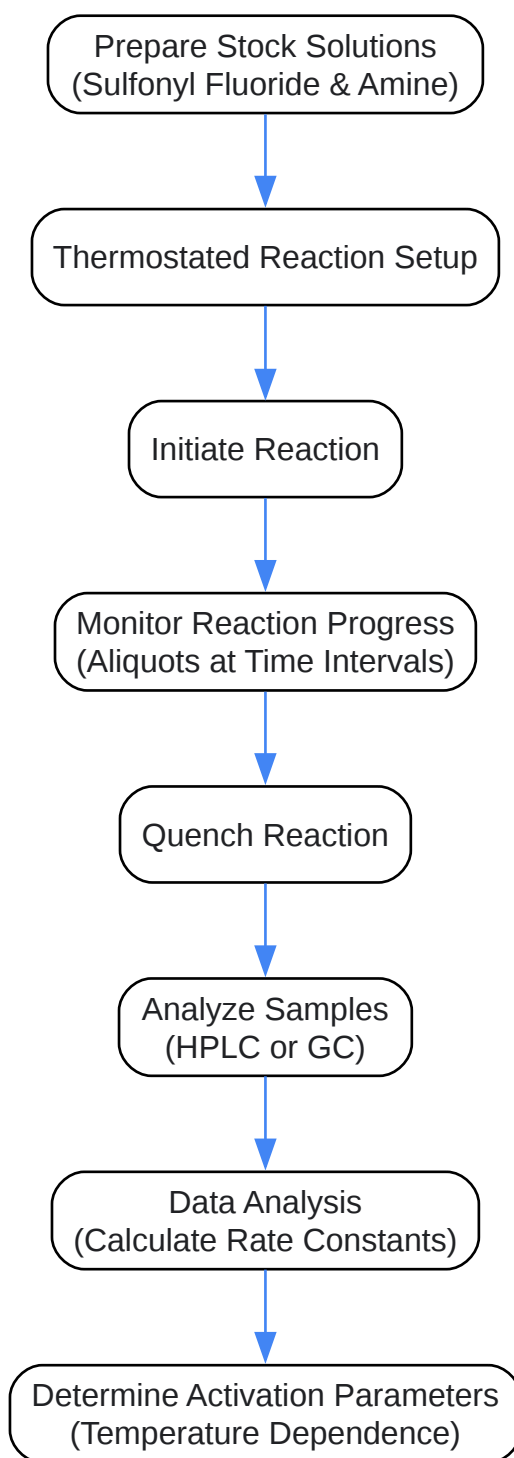 Prepare Stock Solutions
(Sulfonyl Fluoride & Amine)
Thermostated Reaction Setup
Initiate Reaction
Monitor Reaction Progress
(Aliquots at Time Intervals)
Quench Reaction
Analyze Samples
(HPLC or GC)
Data Analysis
(Calculate Rate Constants)
Determine Activation Parameters
(Temperature Dependence)